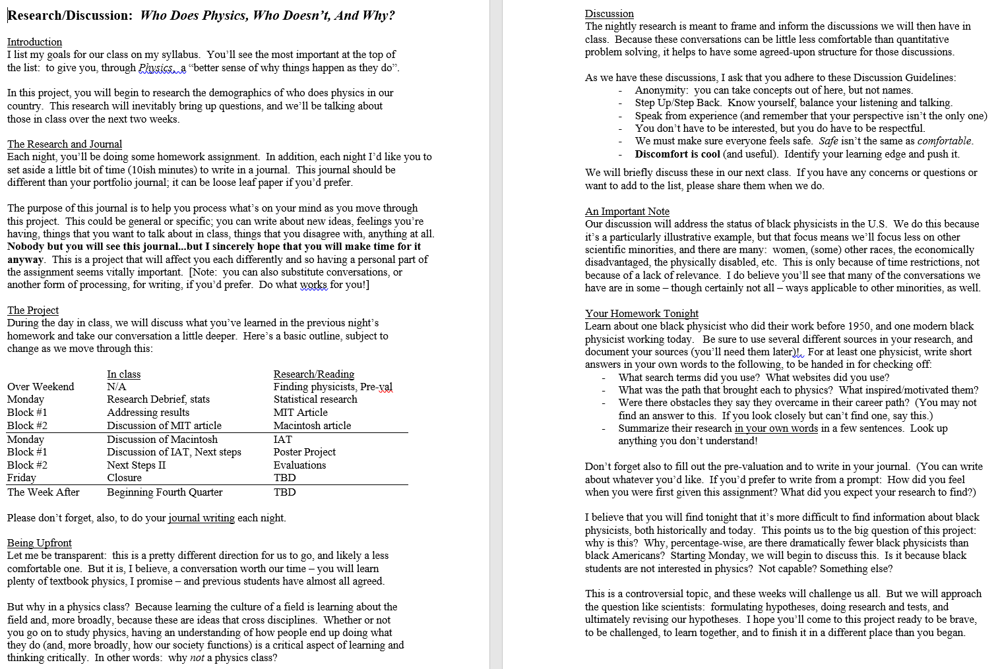 Research/Discussion:  Who Does Physics, Who Doesn’t, And Why?
Introduction
I list my goals for our class on my syllabus.  You’ll see the most important at the top of
the list:  to give you, through Physics,  a “better sense of why things happen as they do”.
In this project, you will begin to research the demographics of who does physics in our
country.  This research will inevitably bring up questions, and we’ll be talking about
those in class over the next two weeks.
The Research and Journal
Each night, you’ll be doing some homework assignment.  In addition, each night I’d like you to
set aside a little bit of time (10ish minutes) to write in a journal.  This journal should be
different than your portfolio journal; it can be loose leaf paper if you’d prefer.
The purpose of this journal is to help you process what’s on your mind as you move through
this project.  This could be general or specific; you can write about new ideas, feelings you’re
having, things that you want to talk about in class, things that you disagree with, anything at all.
Nobody but you will see this journal...but I sincerely hope that you will make time for it
anyway.  This is a project that will affect you each differently and so having a personal part of
the assignment seems vitally important.  [Note:  you can also substitute conversations, or
another form of processing, for writing, if you’d prefer.  Do what works for you!]
The Project
During the day in class, we will discuss what you’ve learned in the previous night’s
homework and take our conversation a little deeper.  Here’s a basic outline, subject to
change as we move through this:
In class Research/Reading
Over Weekend N/A Finding physicists, Pre-val
Monday Research Debrief, stats Statistical research
Block #1 Addressing results MIT Article
Block #2 Discussion of MIT article Macintosh article
Monday Discussion of Macintosh IAT
Block #1 Discussion of IAT, Next steps Poster Project
Block #2 Next Steps II Evaluations
Friday Closure TBD
The Week After Beginning Fourth Quarter TBD
Please don’t forget, also, to do your journal writing each night.
Being Upfront
Let me be transparent:  this is a pretty different direction for us to go, and likely a less
comfortable one.  But it is, I believe, a conversation worth our time – you will learn
plenty of textbook physics, I promise – and previous students have almost all agreed.
But why in a physics class?  Because learning the culture of a field is learning about the
field and, more broadly, because these are ideas that cross disciplines.  Whether or not
you go on to study physics, having an understanding of how people end up doing what
they do (and, more broadly, how our society functions) is a critical aspect of learning and
thinking critically.  In other words:  why not a physics class?
Discussion
The nightly research is meant to frame and inform the discussions we will then have in
class.  Because these conversations can be little less comfortable than quantitative
problem solving, it helps to have some agreed-upon structure for those discussions.
As we have these discussions, I ask that you adhere to these Discussion Guidelines:
- Anonymity:  you can take concepts out of here, but not names.
- Step Up/Step Back.  Know yourself, balance your listening and talking.
- Speak from experience (and remember that your perspective isn’t the only one)
- You don’t have to be interested, but you do have to be respectful.
- We must make sure everyone feels safe.  Safe isn’t the same as comfortable.
- Discomfort is cool (and useful).  Identify your learning edge and push it.
We will briefly discuss these in our next class.  If you have any concerns or questions or
want to add to the list, please share them when we do.
An Important Note
Our discussion will address the status of black physicists in the U.S.  We do this because
it’s a particularly illustrative example, but that focus means we’ll focus less on other
scientific minorities, and there are many:  women, (some) other races, the economically
disadvantaged, the physically disabled, etc.  This is only because of time restrictions, not
because of a lack of relevance.  I do believe you’ll see that many of the conversations we
have are in some – though certainly not all – ways applicable to other minorities, as well.
Your Homework Tonight
Learn about one black physicist who did their work before 1950, and one modern black
physicist working today.   Be sure to use several different sources in your research, and
document your sources (you’ll need them later)!.  For at least one physicist, write short
answers in your own words to the following, to be handed in for checking off:
- What search terms did you use?  What websites did you use?
- What was the path that brought each to physics?  What inspired/motivated them?
- Were there obstacles they say they overcame in their career path?  (You may not
find an answer to this.  If you look closely but can’t find one, say this.)
- Summarize their research in your own words in a few sentences.  Look up
anything you don’t understand!
Don’t forget also to fill out the pre-valuation and to write in your journal.  (You can write
about whatever you’d like.  If you’d prefer to write from a prompt:  How did you feel
when you were first given this assignment? What did you expect your research to find?)
I believe that you will find tonight that it’s more difficult to find information about black
physicists, both historically and today.  This points us to the big question of this project:
why is this?  Why, percentage-wise, are there dramatically fewer black physicists than
black Americans?  Starting Monday, we will begin to discuss this.  Is it because black
students are not interested in physics?  Not capable? Something else?
This is a controversial topic, and these weeks will challenge us all.  But we will approach
the question like scientists:  formulating hypotheses, doing research and tests, and
ultimately revising our hypotheses.  I hope you’ll come to this project ready to be brave,
to be challenged, to learn together, and to finish it in a different place than you began.